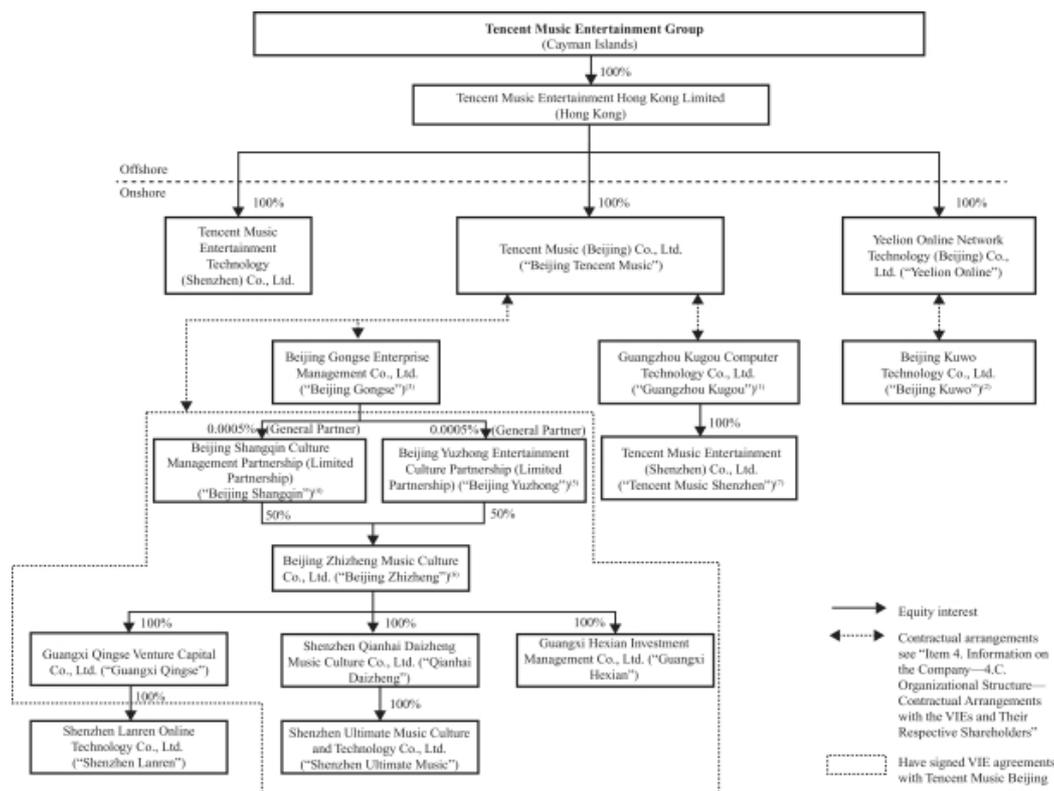 Tencent Music Entertainment Group
(Cayman Islands)
100%
Tencent Music Entertainment Hong Kong Limited
(Hong Kong)
Offshore
Onshore
100%
100%
100%
Tencent Music
Entertainment
Technology
(Shenzhen) Co., Ltd.
Tencent Music (Beijing) Co., Ltd.
(“Beijing Tencent Music”)
Yeelion Online Network
Technology (Beijing) Co.,
Ltd. (“Yeelion Online”)
Beijing Gongse Enterprise
Management Co., Ltd.
(“Beijing Gongse”)(3)
Guangzhou Kugou Computer
Technology Co., Ltd.
(“Guangzhou Kugou”)(1)
Beijing Kuwo
Technology Co., Ltd.
(“Beijing Kuwo”)(2)
0.0005% (General Partner)
0.0005% (General Partner)
100%
Beijing Shangqin Culture
Management Partnership (Limited
Partnership)
(“Beijing Shangqin”)(4)
Beijing Yuzhong Entertainment
Culture Partnership (Limited
Partnership) (“Beijing Yuzhong”)(5)
Tencent Music Entertainment
(Shenzhen) Co., Ltd.
(“Tencent Music Shenzhen”)(7)
50%
50%
Beijing Zhizheng Music Culture
Co., Ltd. (“Beijing Zhizheng”)(6)
100%
100%
100%
Guangxi Qingse Venture Capital
Co., Ltd. (“Guangxi Qingse”)
Shenzhen Qianhai Daizheng
Music Culture Co., Ltd. (“Qianhai
Daizheng”)
Guangxi Hexian Investment
Management Co., Ltd. (“Guangxi
Hexian”)
100%
100%
Shenzhen Lanren Online
Technology Co., Ltd.
(“Shenzhen Lanren”)
Shenzhen Ultimate Music Culture
and Technology Co., Ltd.
(“Shenzhen Ultimate Music”)
Equity interest
Contractual arrangements
see “Item 4. Information on
the Company—4.C.
Organizational Structure—
Contractual Arrangements
with the VIEs and Their
Respective Shareholders”
Have signed VIE agreements
with Tencent Music Beijing